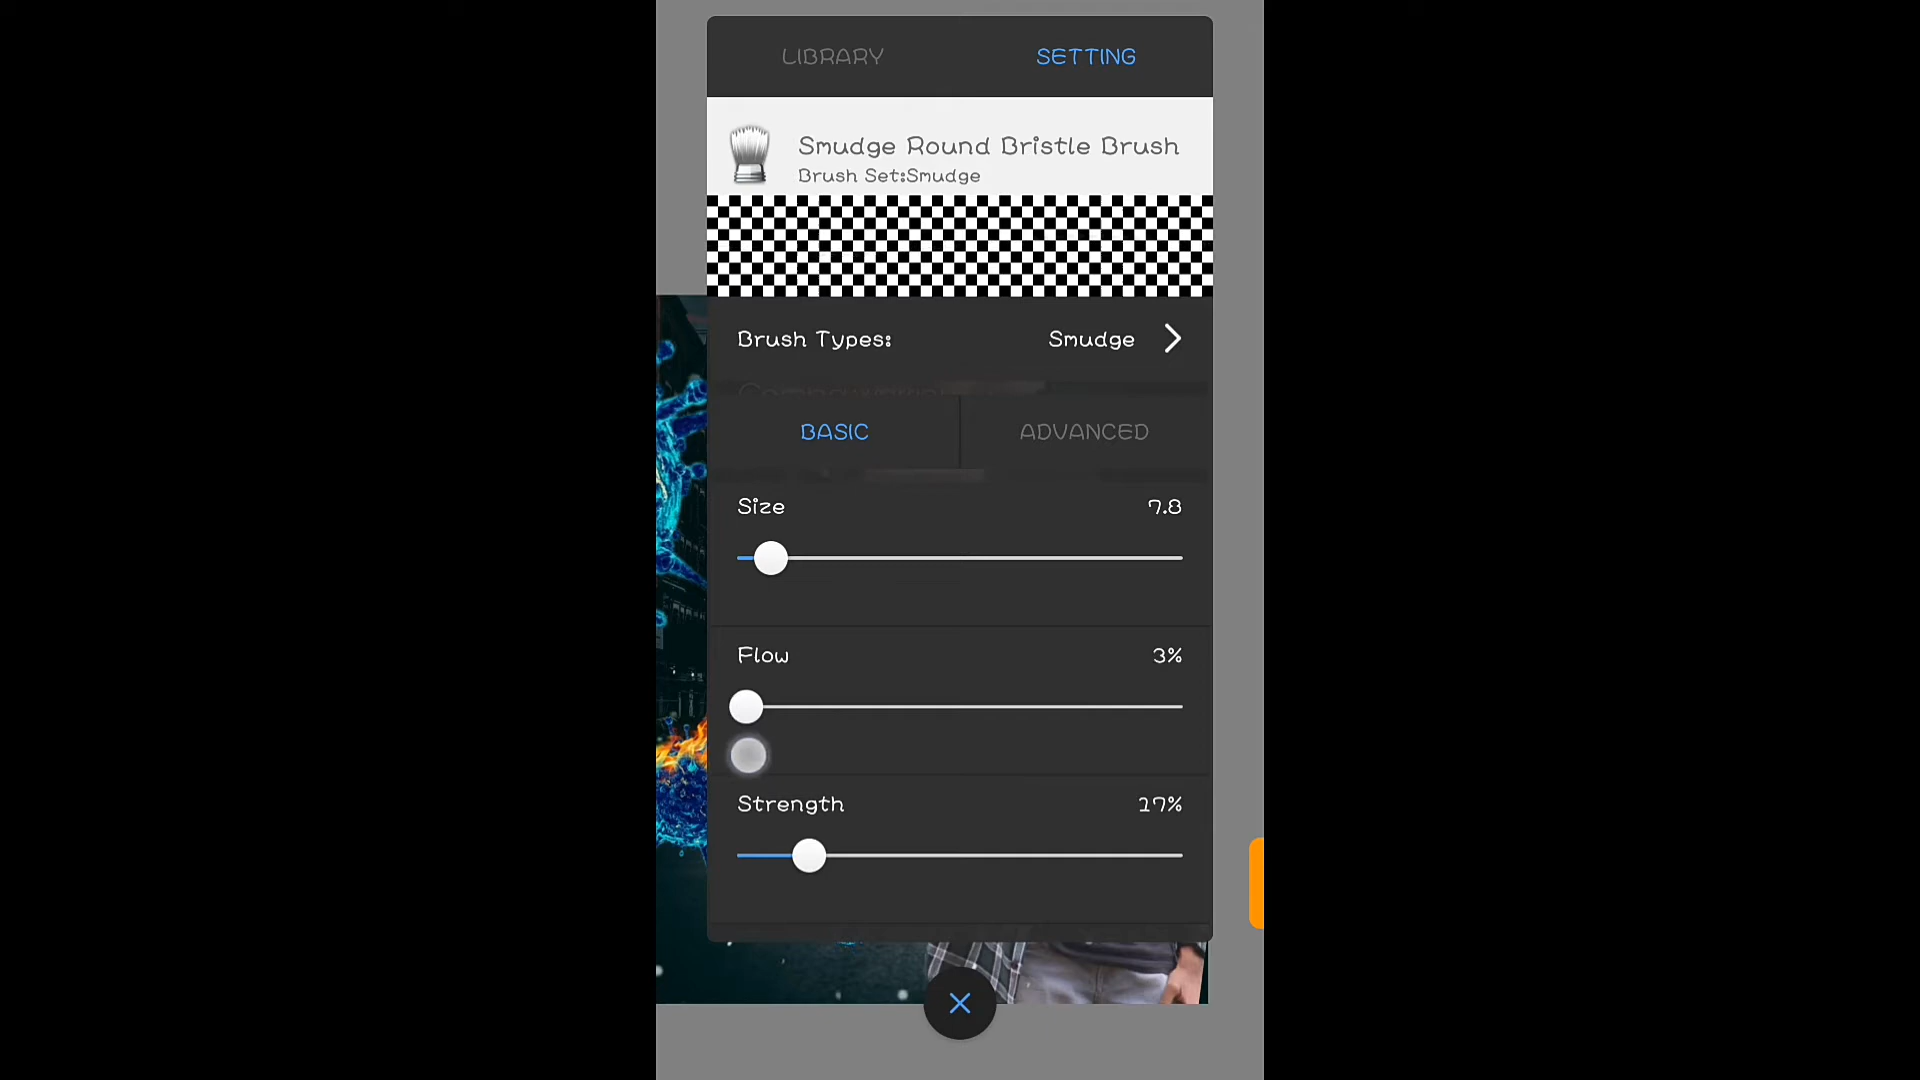 LIBRARY SETTING
Smudge Round Bristle Brush
Brush Set:Smudge
Brush Types: Smudge
BASIC ADVANCED
Size 7.8
Flow 3%
Strength 17%